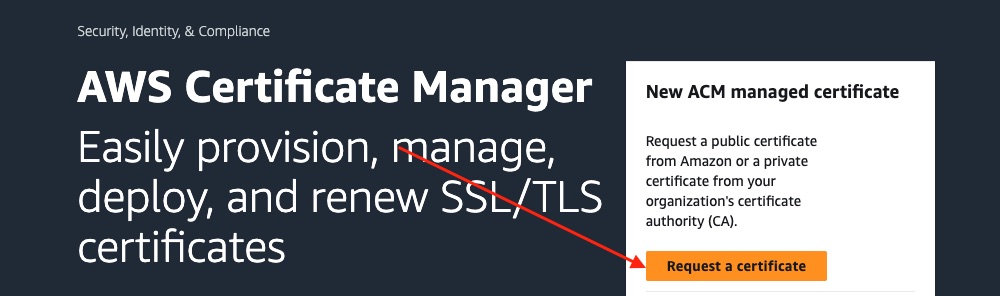 Security, Identity, & Compliance
AWS Certificate Manager
Easily provision, manage,
deploy, and renew SSL/TLS
certificates
New ACM managed certificate
Request a public certificate
from Amazon or a private
certificate from your
organization's certificate
authority (CA).
Request a certificate